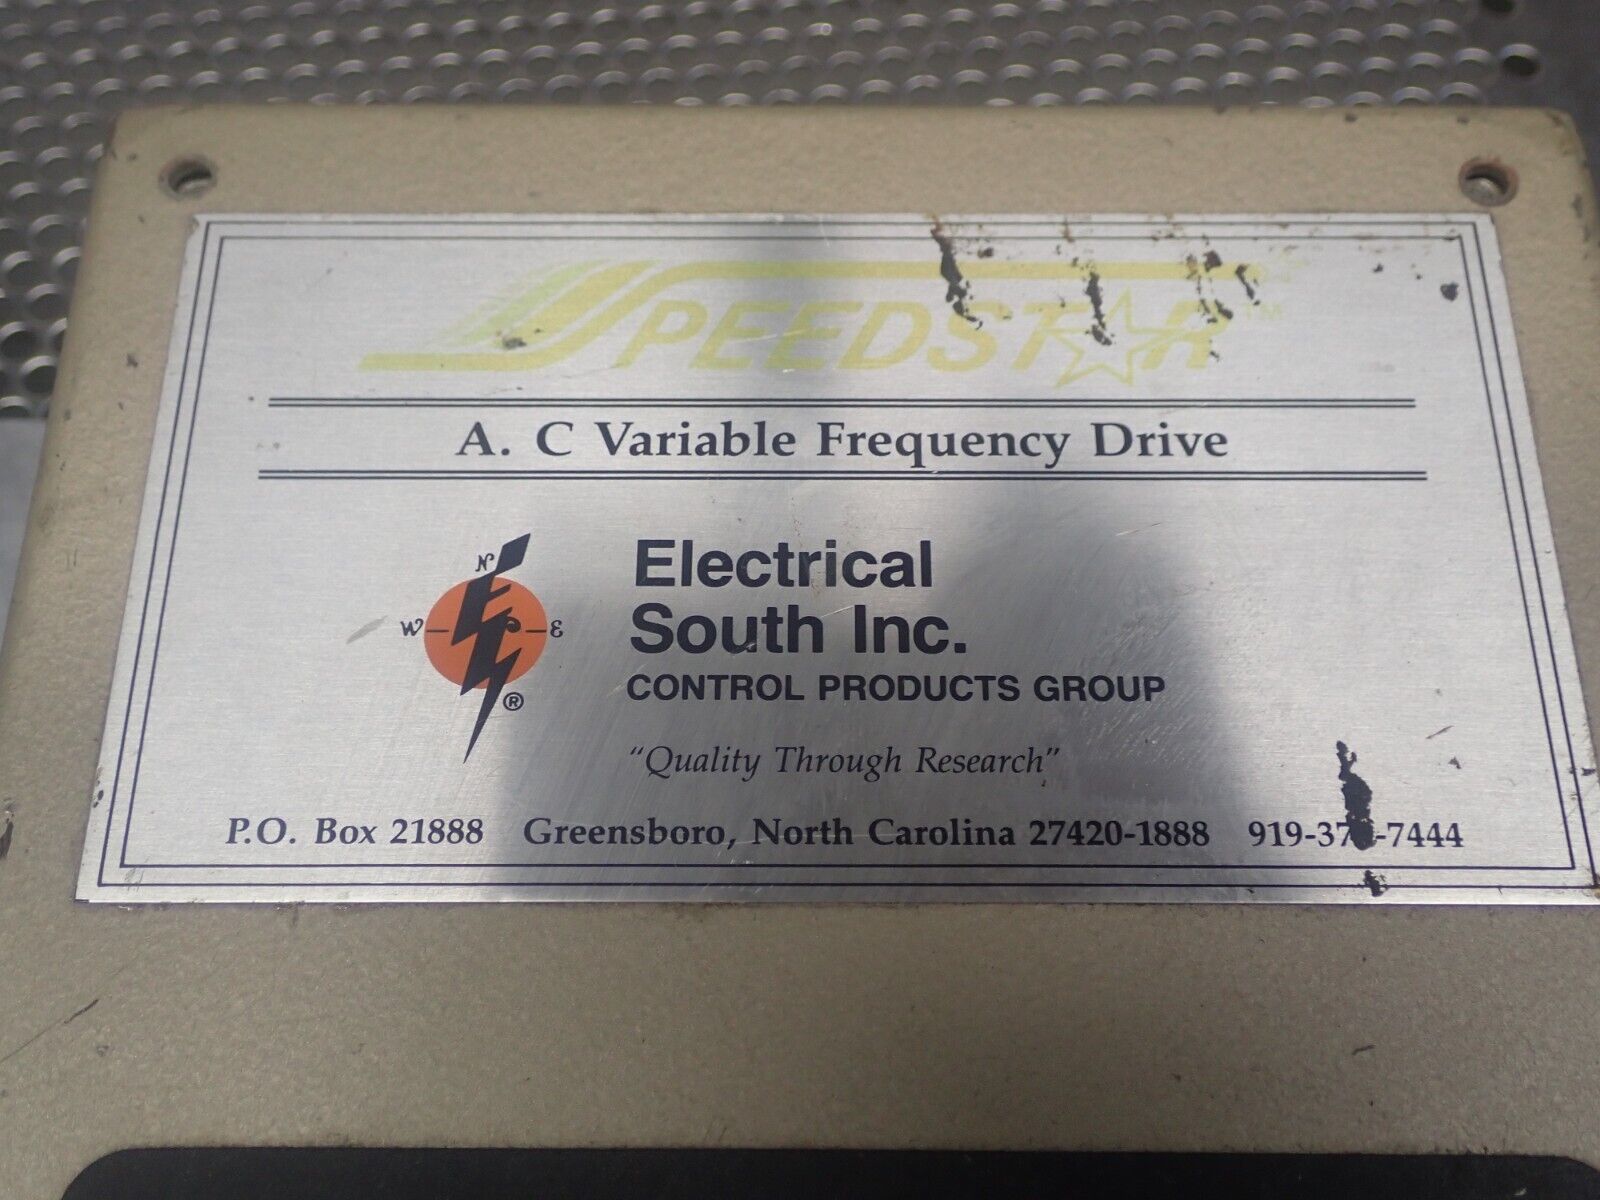 SPEEDSTAR TM
A. C Variable Frequency Drive
N
W E
®
Electrical
South Inc.
CONTROL PRODUCTS GROUP
"Quality Through Research"
P.O. Box 21888 Greensboro, North Carolina 27420-1888